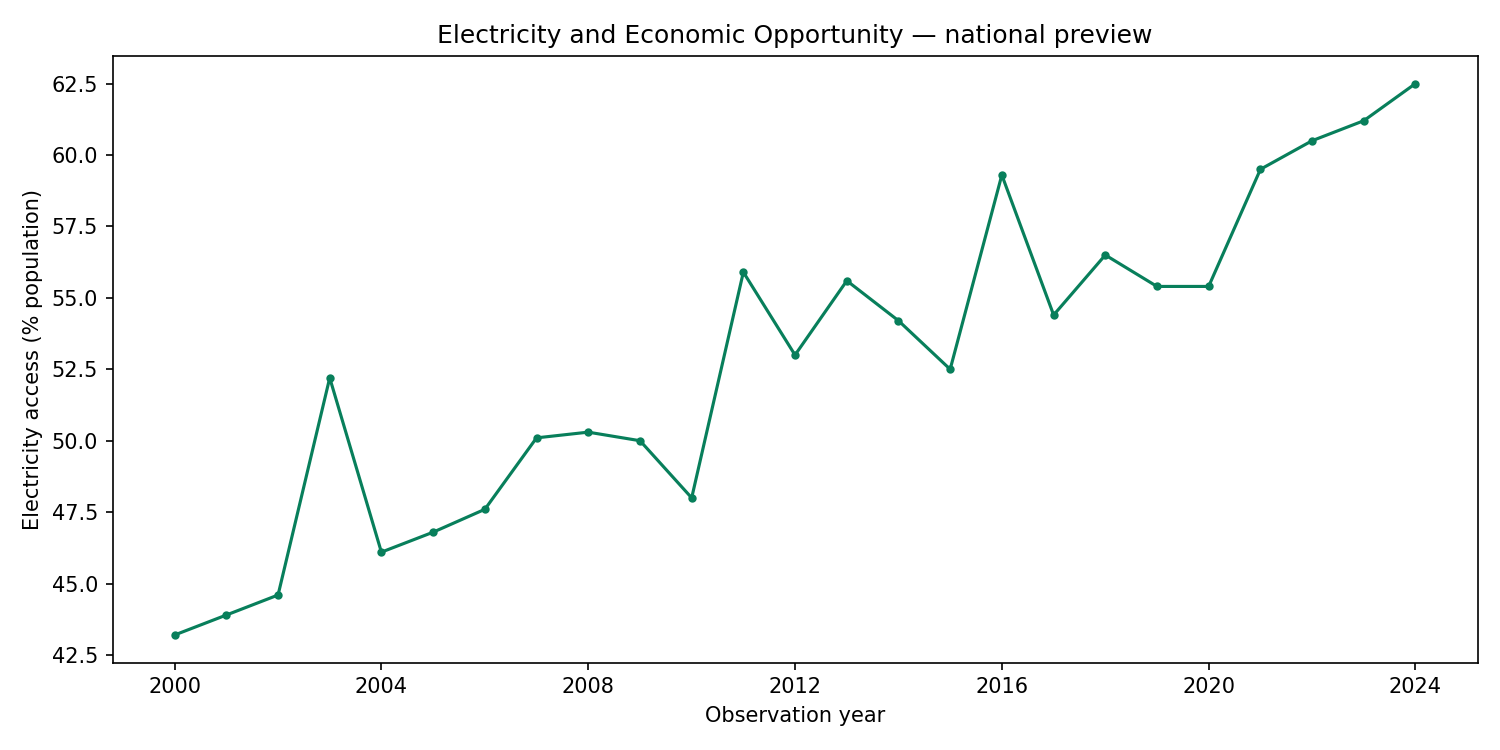 Electricity and Economic Opportunity — national preview
Electricity access (% population)
62.5
60.0
57.5
55.0
52.5
50.0
47.5
45.0
42.5
2000 2004 2008 2012 2016 2020 2024
Observation year